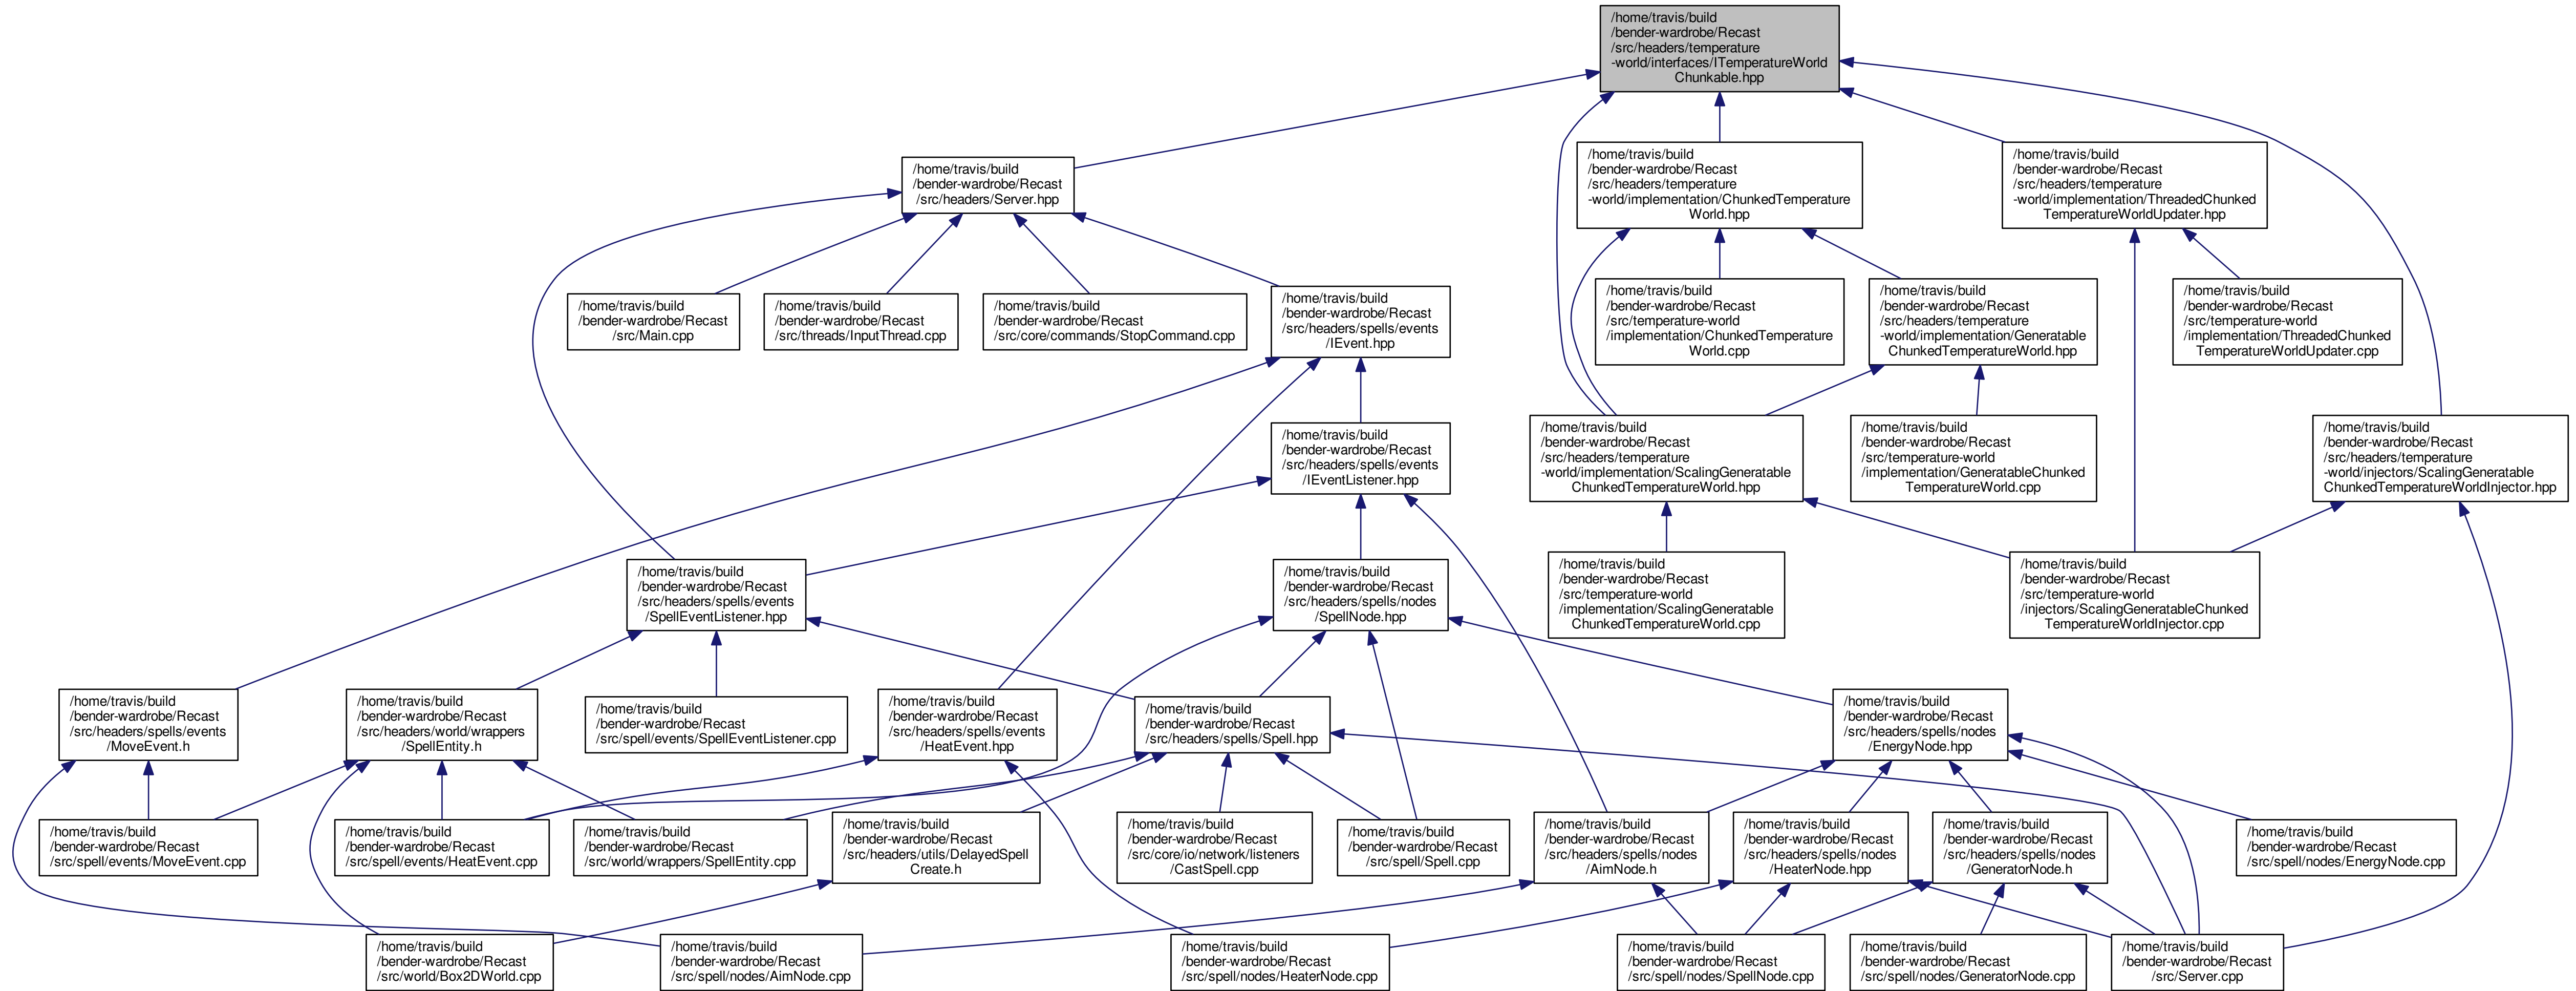 /home/travis/build
/bender-wardrobe/Recast
/src/headers/temperature
-world/interfaces/ITemperatureWorld
Chunkable.hpp
/home/travis/build
/bender-wardrobe/Recast
/src/headers/Server.hpp
/home/travis/build
/bender-wardrobe/Recast
/src/headers/temperature
-world/implementation/ChunkedTemperature
World.hpp
/home/travis/build
/bender-wardrobe/Recast
/src/headers/temperature
-world/implementation/ThreadedChunked
TemperatureWorldUpdater.hpp
/home/travis/build
/bender-wardrobe/Recast
/src/Main.cpp
/home/travis/build
/bender-wardrobe/Recast
/src/threads/InputThread.cpp
/home/travis/build
/bender-wardrobe/Recast
/src/core/commands/StopCommand.cpp
/home/travis/build
/bender-wardrobe/Recast
/src/headers/spells/events
/IEvent.hpp
/home/travis/build
/bender-wardrobe/Recast
/src/temperature-world
/implementation/ChunkedTemperature
World.cpp
/home/travis/build
/bender-wardrobe/Recast
/src/headers/temperature
-world/implementation/Generatable
ChunkedTemperatureWorld.hpp
/home/travis/build
/bender-wardrobe/Recast
/src/temperature-world
/implementation/ThreadedChunked
TemperatureWorldUpdater.cpp
/home/travis/build
/bender-wardrobe/Recast
/src/headers/spells/events
/IEventListener.hpp
/home/travis/build
/bender-wardrobe/Recast
/src/headers/temperature
-world/implementation/ScalingGeneratable
ChunkedTemperatureWorld.hpp
/home/travis/build
/bender-wardrobe/Recast
/src/temperature-world
/implementation/GeneratableChunked
TemperatureWorld.cpp
/home/travis/build
/bender-wardrobe/Recast
/src/headers/temperature
-world/injectors/ScalingGeneratable
ChunkedTemperatureWorldInjector.hpp
/home/travis/build
/bender-wardrobe/Recast
/src/headers/spells/events
/SpellEventListener.hpp
/home/travis/build
/bender-wardrobe/Recast
/src/headers/spells/nodes
/SpellNode.hpp
/home/travis/build
/bender-wardrobe/Recast
/src/temperature-world
/implementation/ScalingGeneratable
ChunkedTemperatureWorld.cpp
/home/travis/build
/bender-wardrobe/Recast
/src/temperature-world
/injectors/ScalingGeneratableChunked
TemperatureWorldInjector.cpp
/home/travis/build
/bender-wardrobe/Recast
/src/headers/spells/events
/MoveEvent.h
/home/travis/build
/bender-wardrobe/Recast
/src/headers/world/wrappers
/SpellEntity.h
/home/travis/build
/bender-wardrobe/Recast
/src/spell/events/SpellEventListener.cpp
/home/travis/build
/bender-wardrobe/Recast
/src/headers/spells/events
/HeatEvent.hpp
/home/travis/build
/bender-wardrobe/Recast
/src/headers/spells/Spell.hpp
/home/travis/build
/bender-wardrobe/Recast
/src/headers/spells/nodes
/EnergyNode.hpp
/home/travis/build
/bender-wardrobe/Recast
/src/spell/events/MoveEvent.cpp
/home/travis/build
/bender-wardrobe/Recast
/src/spell/events/HeatEvent.cpp
/home/travis/build
/bender-wardrobe/Recast
/src/world/wrappers/SpellEntity.cpp
/home/travis/build
/bender-wardrobe/Recast
/src/headers/utils/DelayedSpell
Create.h
/home/travis/build
/bender-wardrobe/Recast
/src/core/io/network/listeners
/CastSpell.cpp
/home/travis/build
/bender-wardrobe/Recast
/src/spell/Spell.cpp
/home/travis/build
/bender-wardrobe/Recast
/src/headers/spells/nodes
/AimNode.h
/home/travis/build
/bender-wardrobe/Recast
/src/headers/spells/nodes
/HeaterNode.hpp
/home/travis/build
/bender-wardrobe/Recast
/src/headers/spells/nodes
/GeneratorNode.h
/home/travis/build
/bender-wardrobe/Recast
/src/spell/nodes/EnergyNode.cpp
/home/travis/build
/bender-wardrobe/Recast
/src/world/Box2DWorld.cpp
/home/travis/build
/bender-wardrobe/Recast
/src/spell/nodes/AimNode.cpp
/home/travis/build
/bender-wardrobe/Recast
/src/spell/nodes/HeaterNode.cpp
/home/travis/build
/bender-wardrobe/Recast
/src/spell/nodes/SpellNode.cpp
/home/travis/build
/bender-wardrobe/Recast
/src/spell/nodes/GeneratorNode.cpp
/home/travis/build
/bender-wardrobe/Recast
/src/Server.cpp